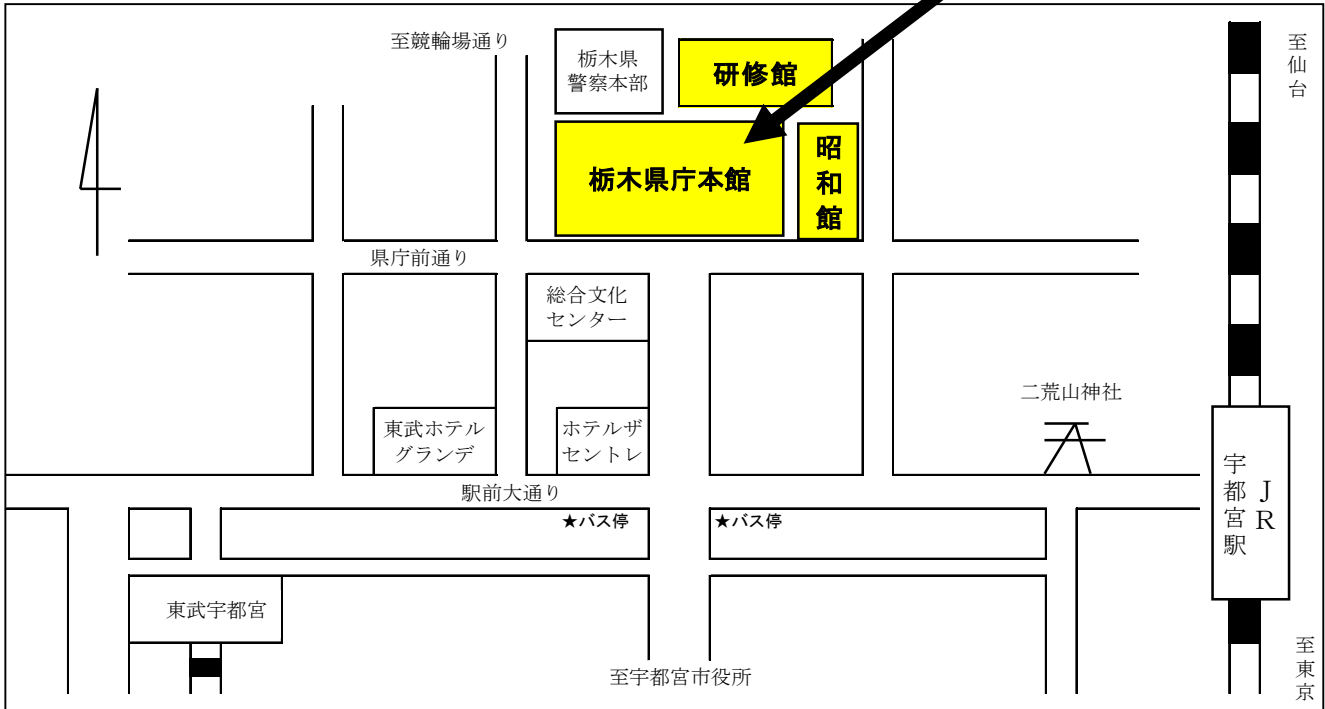 至競輪場通り
栃木県
警察本部
研修館
至仙台
栃木県庁本館
昭和館
県庁前通り
総合文化
センター
二荒山神社
東武ホテル
グランデ
ホテルザ
セントレ
JR
宇都宮駅
駅前大通り
★バス停
★バス停
東武宇都宮
至宇都宮市役所
至東京